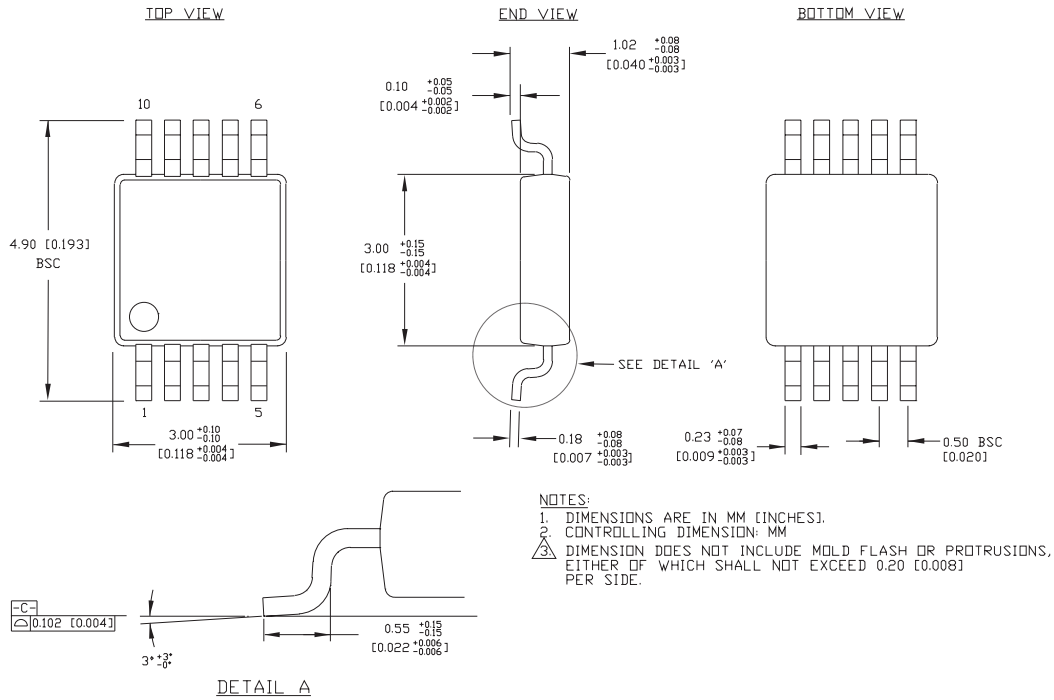 TOP VIEW
END VIEW
BOTTOM VIEW
1.02 +0.08 -0.08
[0.040 +0.003 -0.003]
0.10 +0.05 -0.05
[0.004 +0.002 -0.002]
10 6
4.90 [0.193]
BSC
3.00 +0.15 -0.15
[0.118 +0.004 -0.004]
SEE DETAIL 'A'
1 5
3.00 +0.10 -0.10
[0.118 +0.004 -0.004]
0.18 +0.08 -0.08
[0.007 +0.003 -0.003]
0.23 +0.07 -0.08
[0.009 +0.003 -0.003]
0.50 BSC
[0.020]
NOTES:
1. DIMENSIONS ARE IN MM [INCHES].
2. CONTROLLING DIMENSION: MM
3. DIMENSION DOES NOT INCLUDE MOLD FLASH OR PROTRUSIONS,
EITHER OF WHICH SHALL NOT EXCEED 0.20 [0.008]
PER SIDE.
-C-
0.102 [0.004]
3° +3° -0°
0.55 +0.15 -0.15
[0.022 +0.006 -0.006]
DETAIL A